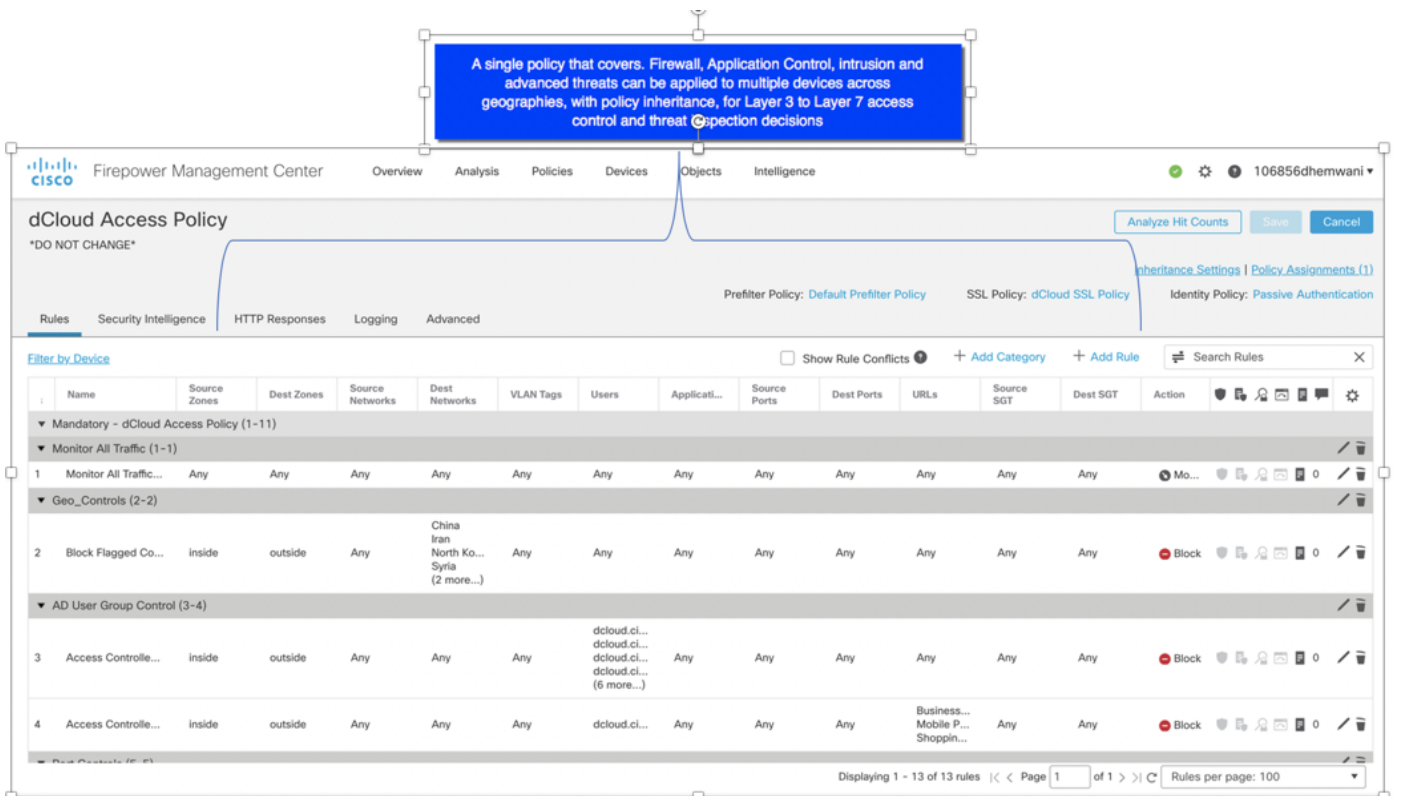 A single policy that covers. Firewall, Application Control, intrusion and
advanced threats can be applied to multiple devices across
geographies, with policy inheritance, for Layer 3 to Layer 7 access
control and threat inspection decisions
CISCO Firepower Management Center Overview Analysis Policies Devices Objects Intelligence 106856dhemwani
dCloud Access Policy Analyze Hit Counts Save Cancel
*DO NOT CHANGE*
Inheritance Settings | Policy Assignments (1)
Prefilter Policy: Default Prefilter Policy SSL Policy: dCloud SSL Policy Identity Policy: Passive Authentication
Rules Security Intelligence HTTP Responses Logging Advanced
Filter by Device Show Rule Conflicts ? + Add Category + Add Rule Search Rules X
Name Source Zones Dest Zones Source Networks Dest Networks VLAN Tags Users Applicati... Source Ports Dest Ports URLs Source SGT Dest SGT Action
Mandatory - dCloud Access Policy (1-11)
Monitor All Traffic (1-1)
1 Monitor All Traffic... Any Any Any Any Any Any Any Any Any Any Any Any Mo... 0
Geo_Controls (2-2)
2 Block Flagged Co... inside outside Any China Iran North Ko... Syria (2 more...) Any Any Any Any Any Any Any Any Block 0
AD User Group Control (3-4)
3 Access Controlle... inside outside Any Any Any dcloud.ci... dcloud.ci... dcloud.ci... dcloud.ci... (6 more...) Any Any Any Any Any Any Block 0
4 Access Controlle... inside outside Any Any Any dcloud.ci... Any Any Any Business... Mobile P... Shoppin... Any Any Block 0
Displaying 1 - 13 of 13 rules |< < Page 1 of 1 > >| Rules per page: 100